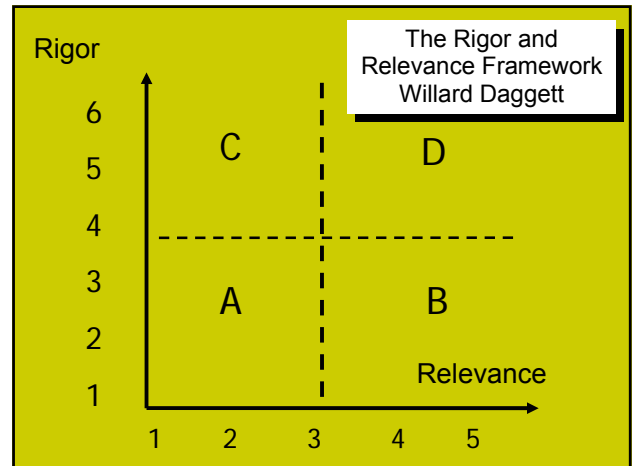 The Rigor and
Relevance Framework
Willard Daggett
Rigor
6
5
4
3
2
1
C D
A B
Relevance
1 2 3 4 5